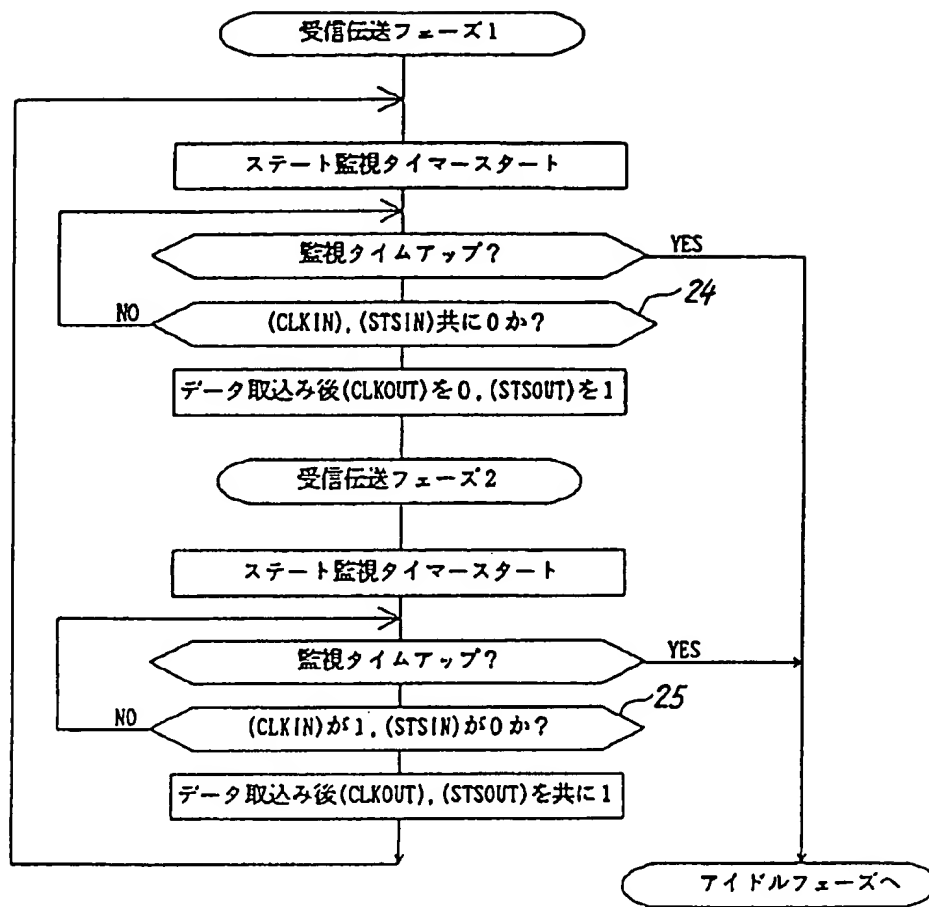 受信伝送フェーズ1
ステート監視タイマースタート
監視タイムアップ?
YES
24
NO
(CLKIN), (STSIN)共に0か?
データ取込み後(CLKOUT)を0, (STSOUT)を1
受信伝送フェーズ2
ステート監視タイマースタート
監視タイムアップ?
YES
25
NO
(CLKIN)が1, (STSIN)が0か?
データ取込み後(CLKOUT), (STSOUT)を共に1
アイドルフェーズへ